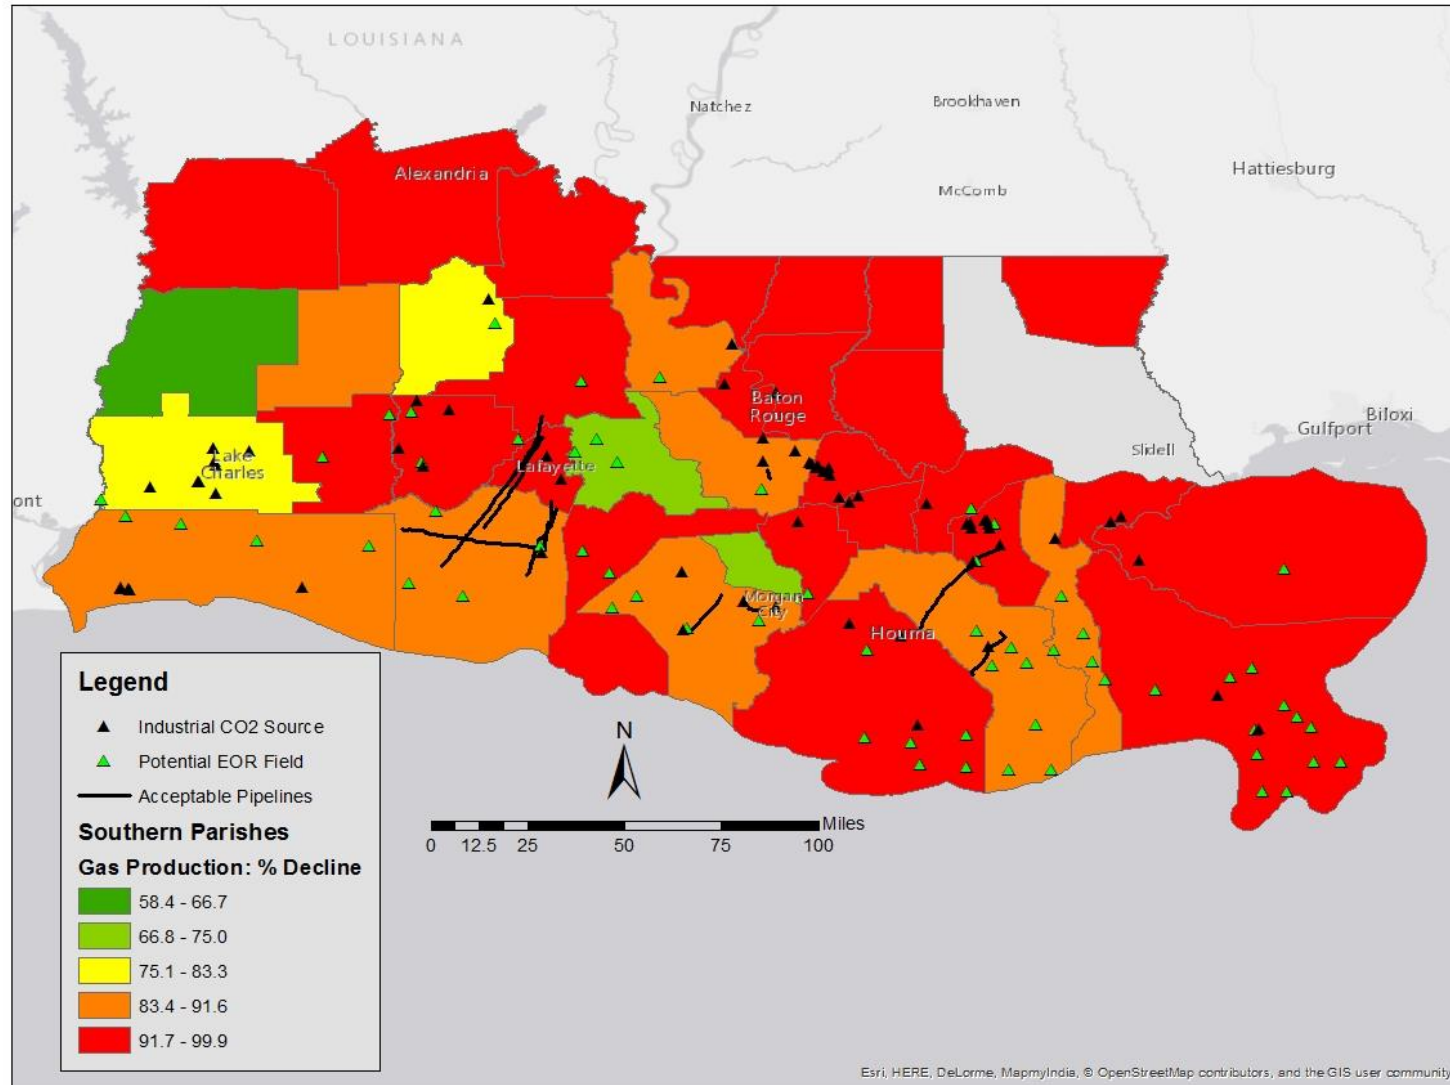 LOUISIANA
Natchez
Brookhaven
Alexandria
McComb
Hattiesburg
Baton
Rouge
Biloxi
Gulfport
Slidell
Lake
Charles
Lafayette
ont
Morgan
City
Houma
Legend
Industrial CO2 Source
Potential EOR Field
Acceptable Pipelines
Southern Parishes
Gas Production: % Decline
58.4 - 66.7
66.8 - 75.0
75.1 - 83.3
83.4 - 91.6
91.7 - 99.9
N
Miles
0 12.5 25 50 75 100
Esri, HERE, DeLorme, MapmyIndia, © OpenStreetMap contributors, and the GIS user community